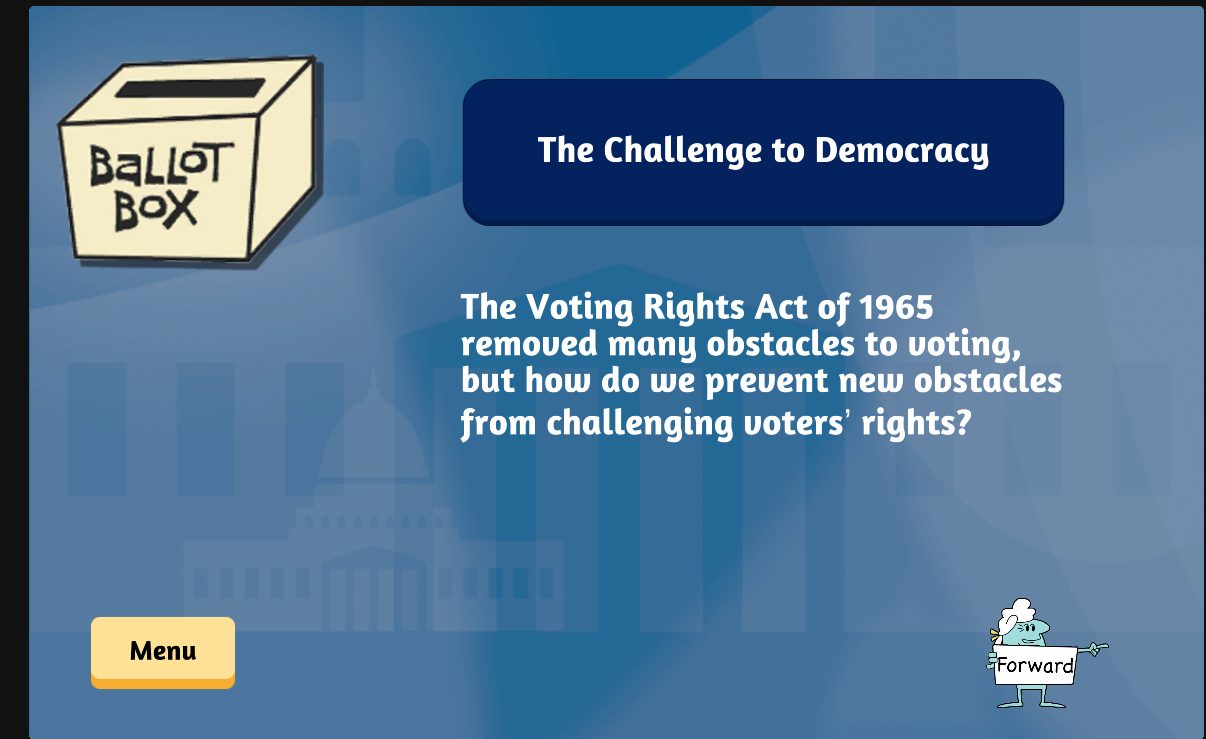 BALLOT
BOX
The Challenge to Democracy
The Voting Rights Act of 1965
removed many obstacles to voting,
but how do we prevent new obstacles
from challenging voters’ rights?
Menu
Forward